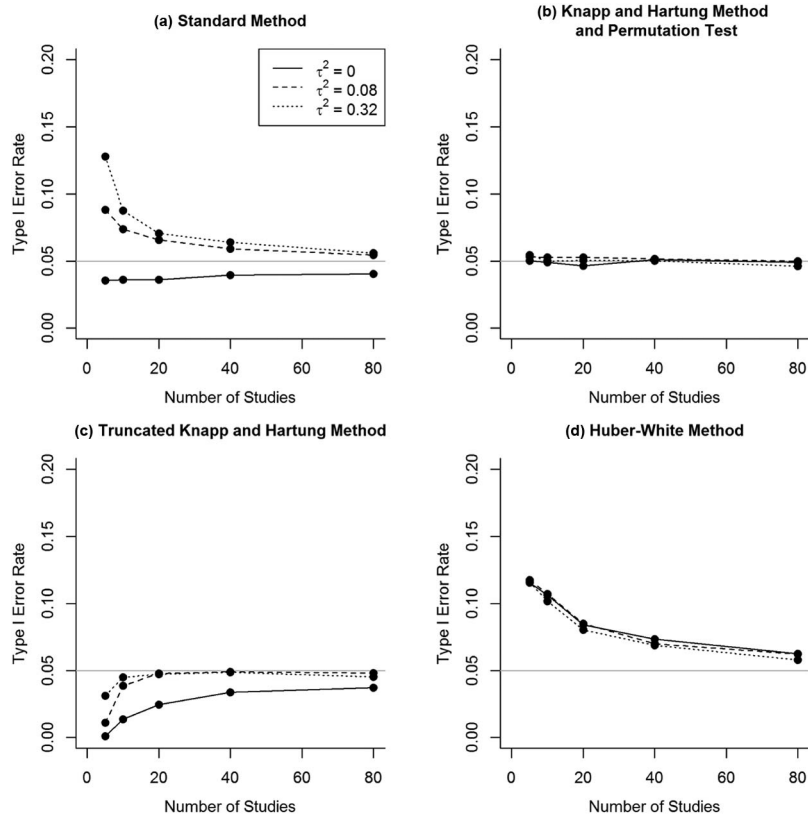 (a) Standard Method
0.20
0.15
0.10
0.05
0.00
Type I Error Rate
τ² = 0
τ² = 0.08
τ² = 0.32
0 20 40 60 80
Number of Studies
(b) Knapp and Hartung Method
and Permutation Test
0.20
0.15
0.10
0.05
0.00
Type I Error Rate
0 20 40 60 80
Number of Studies
(c) Truncated Knapp and Hartung Method
0.20
0.15
0.10
0.05
0.00
Type I Error Rate
0 20 40 60 80
Number of Studies
(d) Huber-White Method
0.20
0.15
0.10
0.05
0.00
Type I Error Rate
0 20 40 60 80
Number of Studies